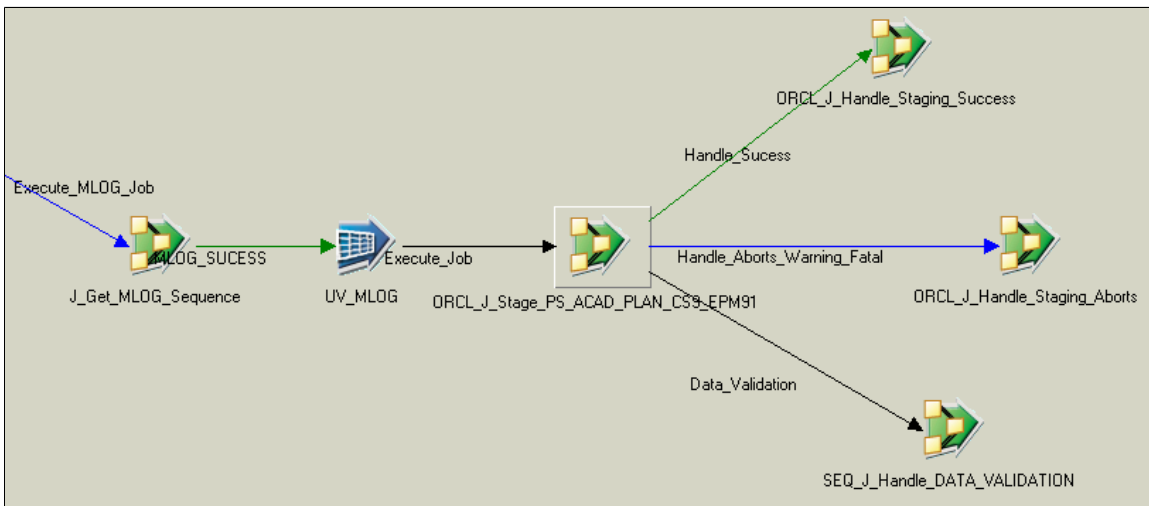 ORCL_J_Handle_Staging_Success
Handle_Sucess
Execute_MLOG_Job
MLOG_SUCESS
Execute_Job
Handle_Aborts_Warning_Fatal
J_Get_MLOG_Sequence
UV_MLOG
ORCL_J_Stage_PS_ACAD_PLAN_CS9_EPM91
ORCL_J_Handle_Staging_Aborts
Data_Validation
SEQ_J_Handle_DATA_VALIDATION